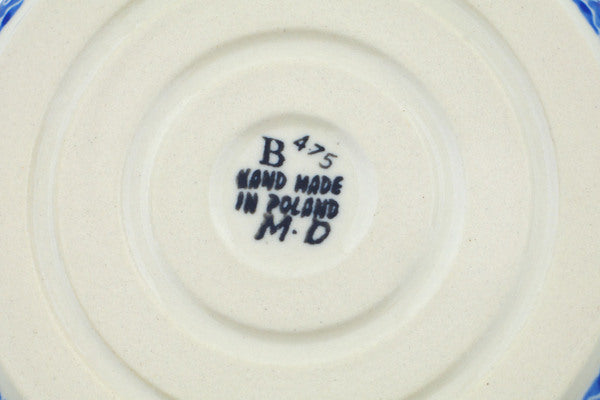 B 475
HAND MADE
IN POLAND
M.D